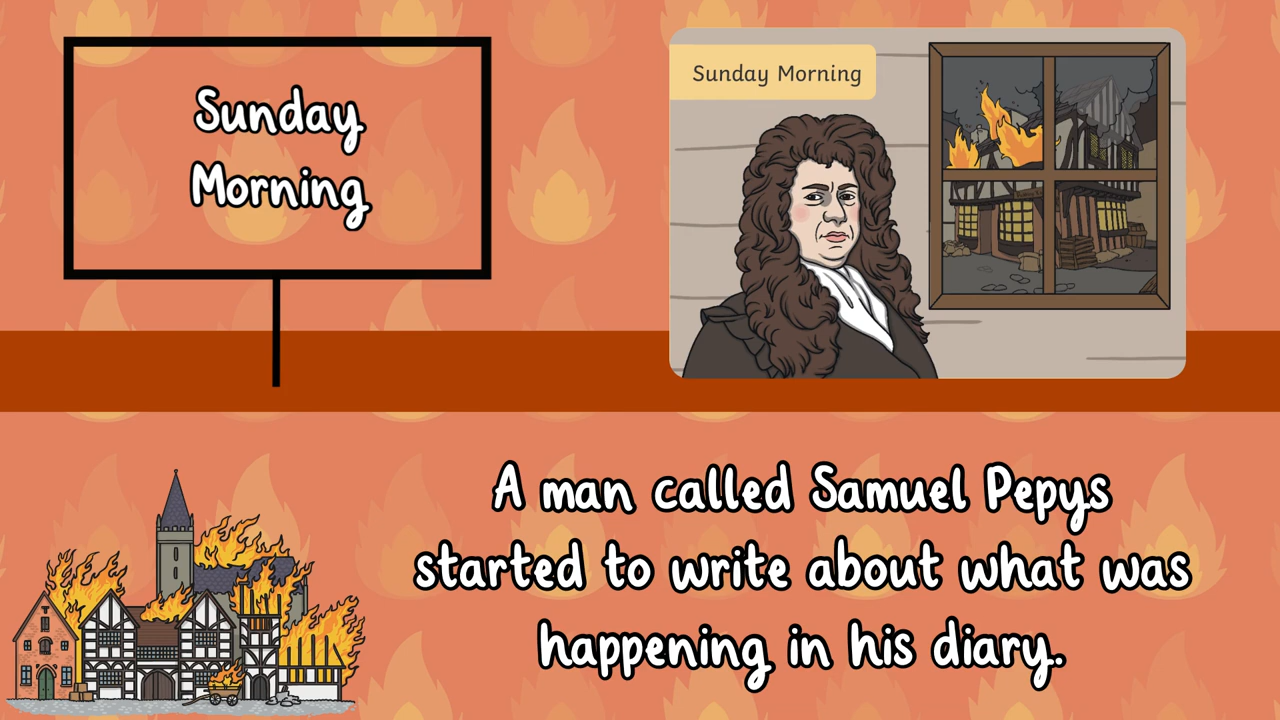 Sunday
Morning
Sunday Morning
A man called Samuel Pepys
started to write about what was
happening in his diary.